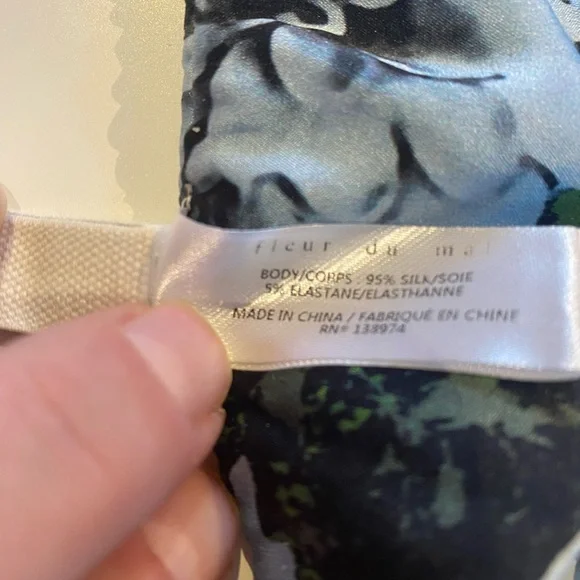 fleur du mal
BODY/CORPS : 95% SILK/SOIE
5% ELASTANE/ELASTHANNE
MADE IN CHINA / FABRIQUÉ EN CHINE
RN# 138974